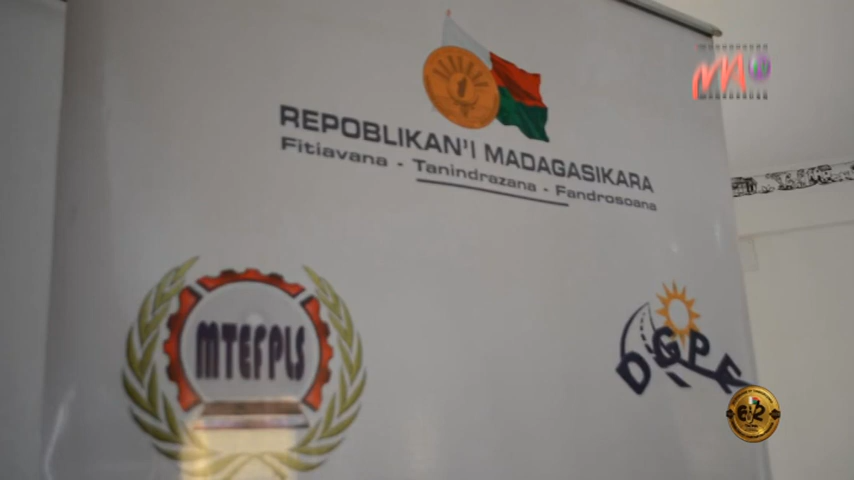 REPOBLIKAN'I MADAGASIKARA
Fitiavana - Tanindrazana - Fandrosoana
MTEFPLS
DGPE